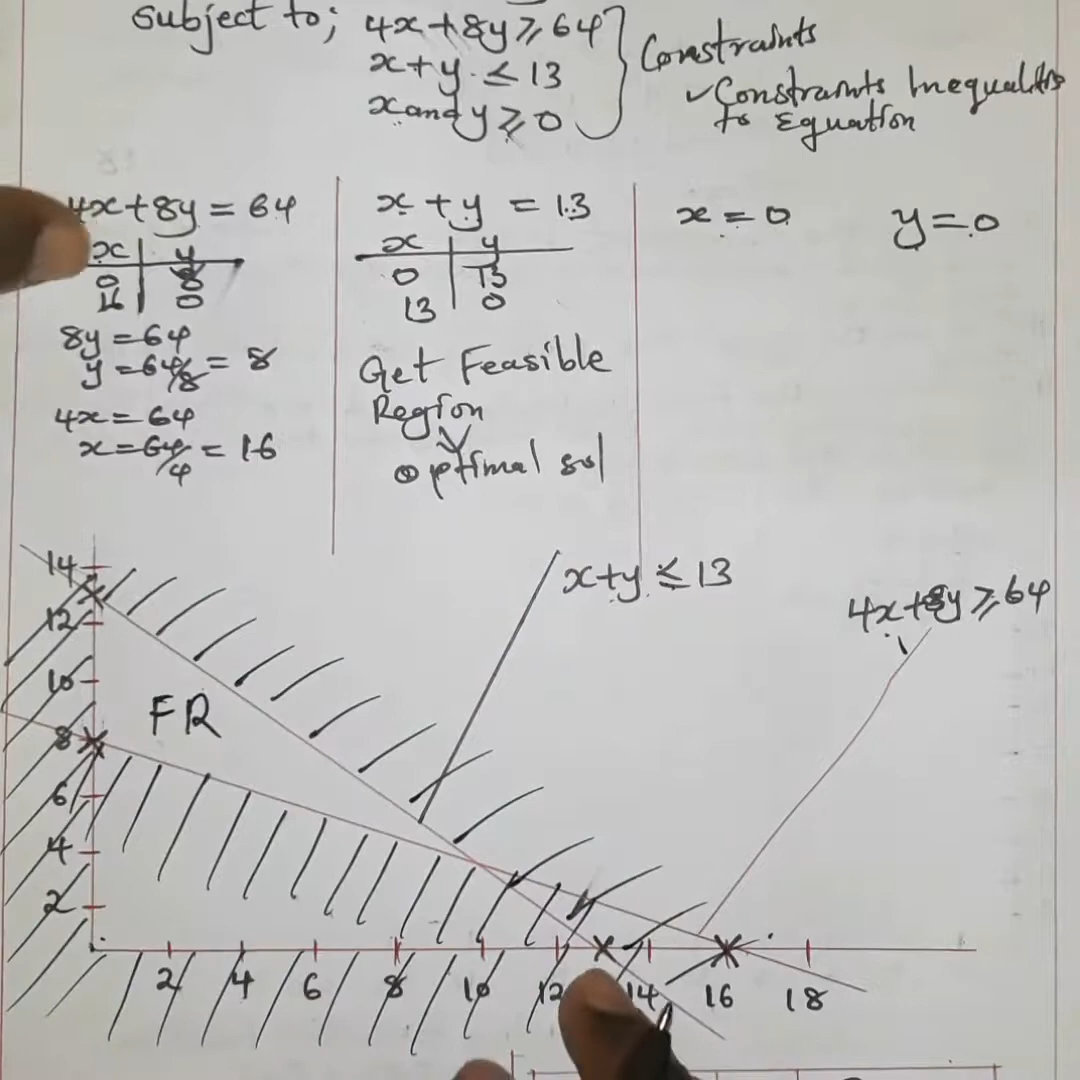 Subject to; 4x+8y ≥ 64
x+y ≤ 13
x and y ≥ 0
Constraints
✓Constraints Inequalities
to Equation
4x+8y = 64
x | y
0 | 8
16 | 0
8y = 64
y = 64/8 = 8
4x = 64
x = 64/4 = 16
x + y = 13
x | y
0 | 13
13 | 0
Get Feasible
Region
optimal sol
x = 0
y = 0
x+y ≤ 13
4x+8y ≥ 64
FR
14
12
10
8
6
4
2
2 4 6 8 10 12 14 16 18